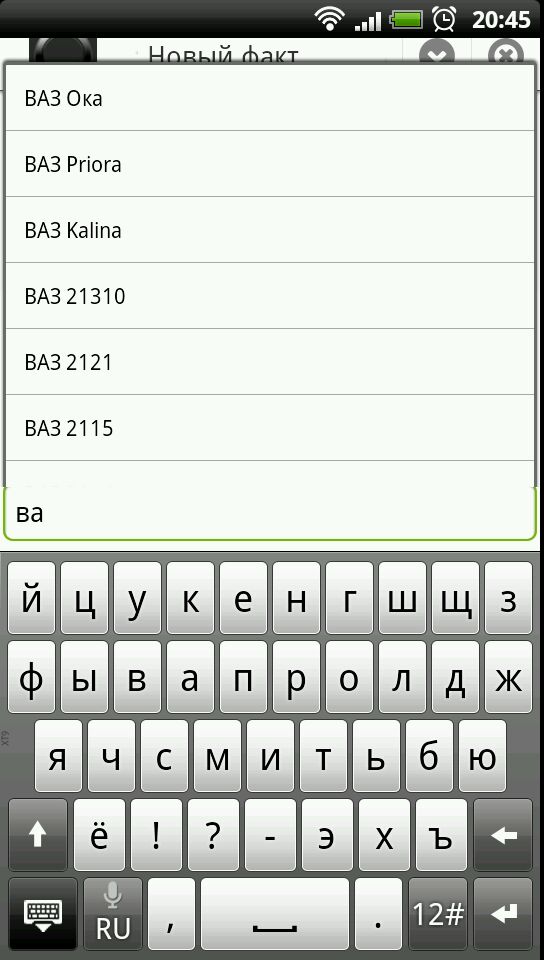 20:45
Новый факт
ВАЗ Ока
ВАЗ Priora
ВАЗ Kalina
ВАЗ 21310
ВАЗ 2121
ВАЗ 2115
ва
й ц у к е н г ш щ з
ф ы в а п р о л д ж
XT9
я ч с м и т ь б ю
ё ! ? - э х ъ
RU , . 12#